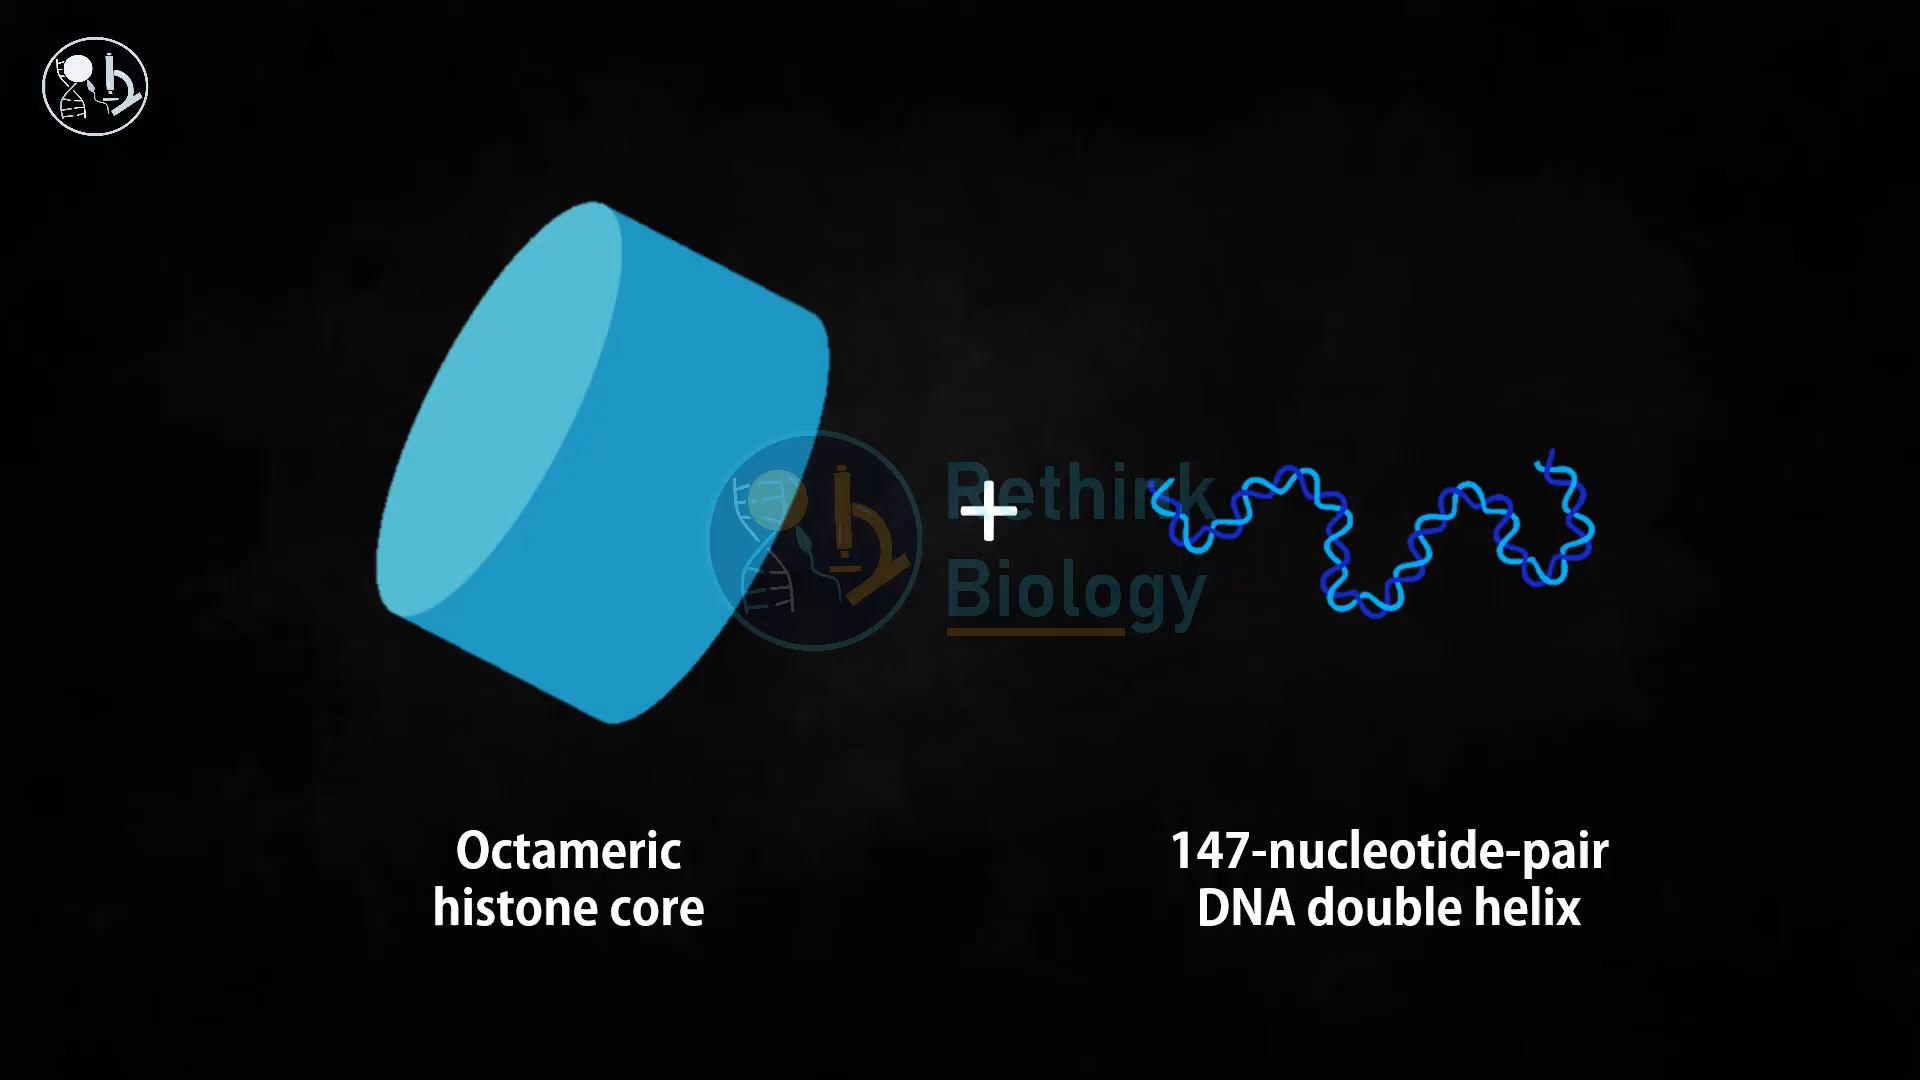 Rethink
Biology
Octameric
histone core
147-nucleotide-pair
DNA double helix